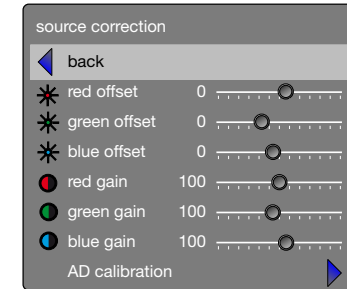 source correction
back
red offset 0
green offset 0
blue offset 0
red gain 100
green gain 100
blue gain 100
AD calibration